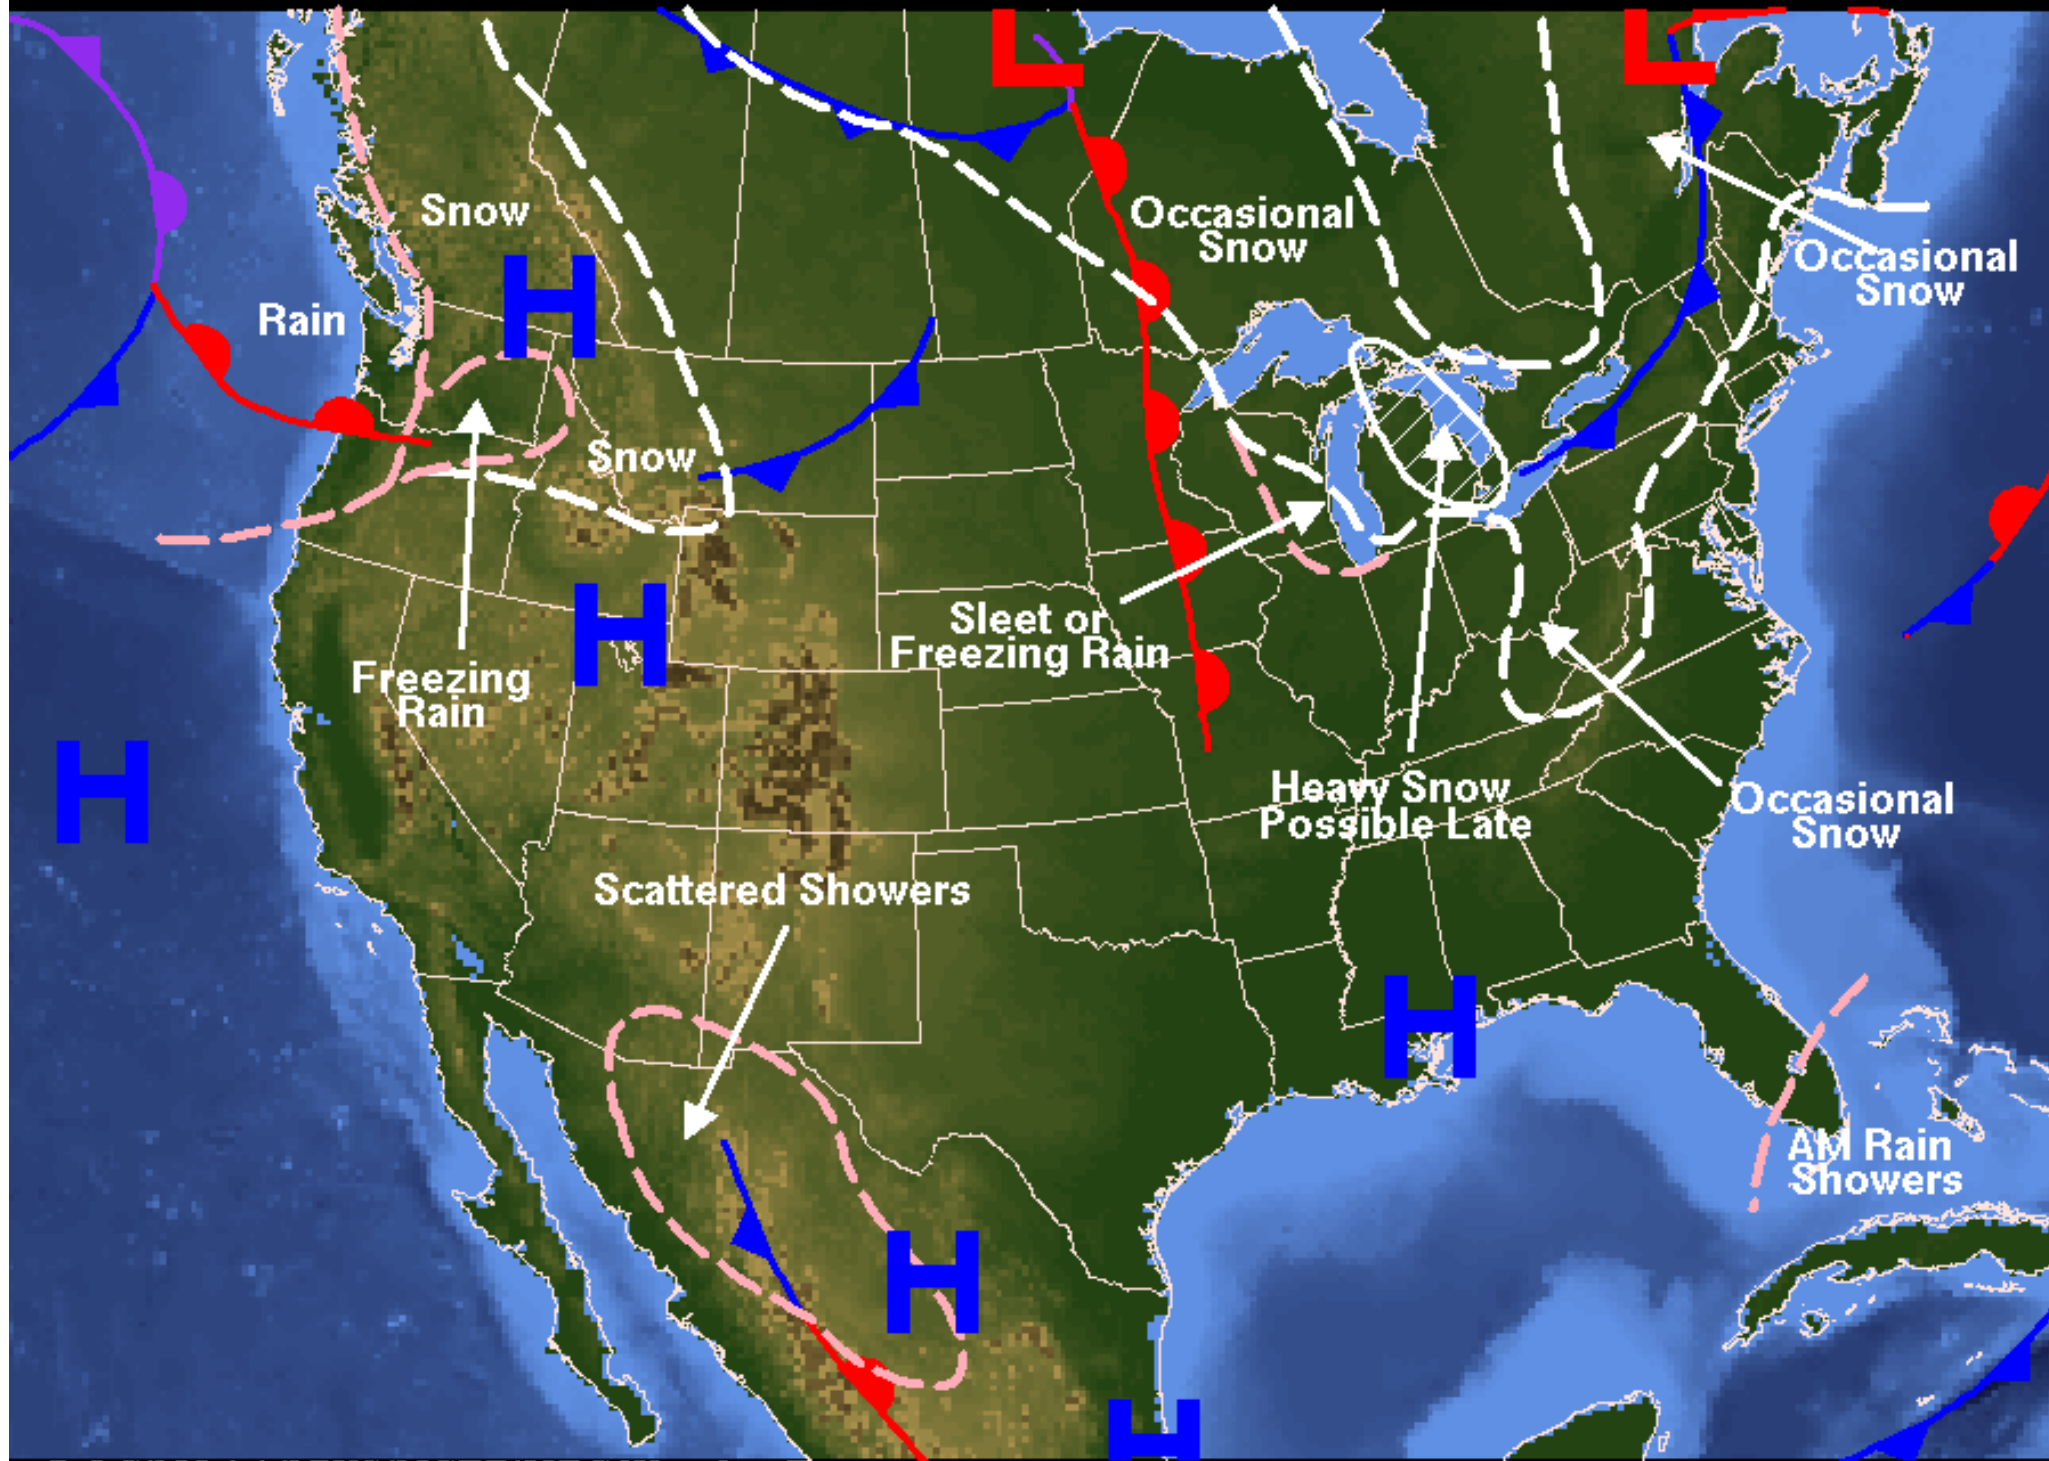 L
L
Snow
Occasional
Snow
Occasional
Snow
H
Rain
Snow
H
Sleet or
Freezing Rain
Freezing
Rain
H
Heavy Snow
Possible Late
Occasional
Snow
Scattered Showers
H
AM Rain
Showers
H
H